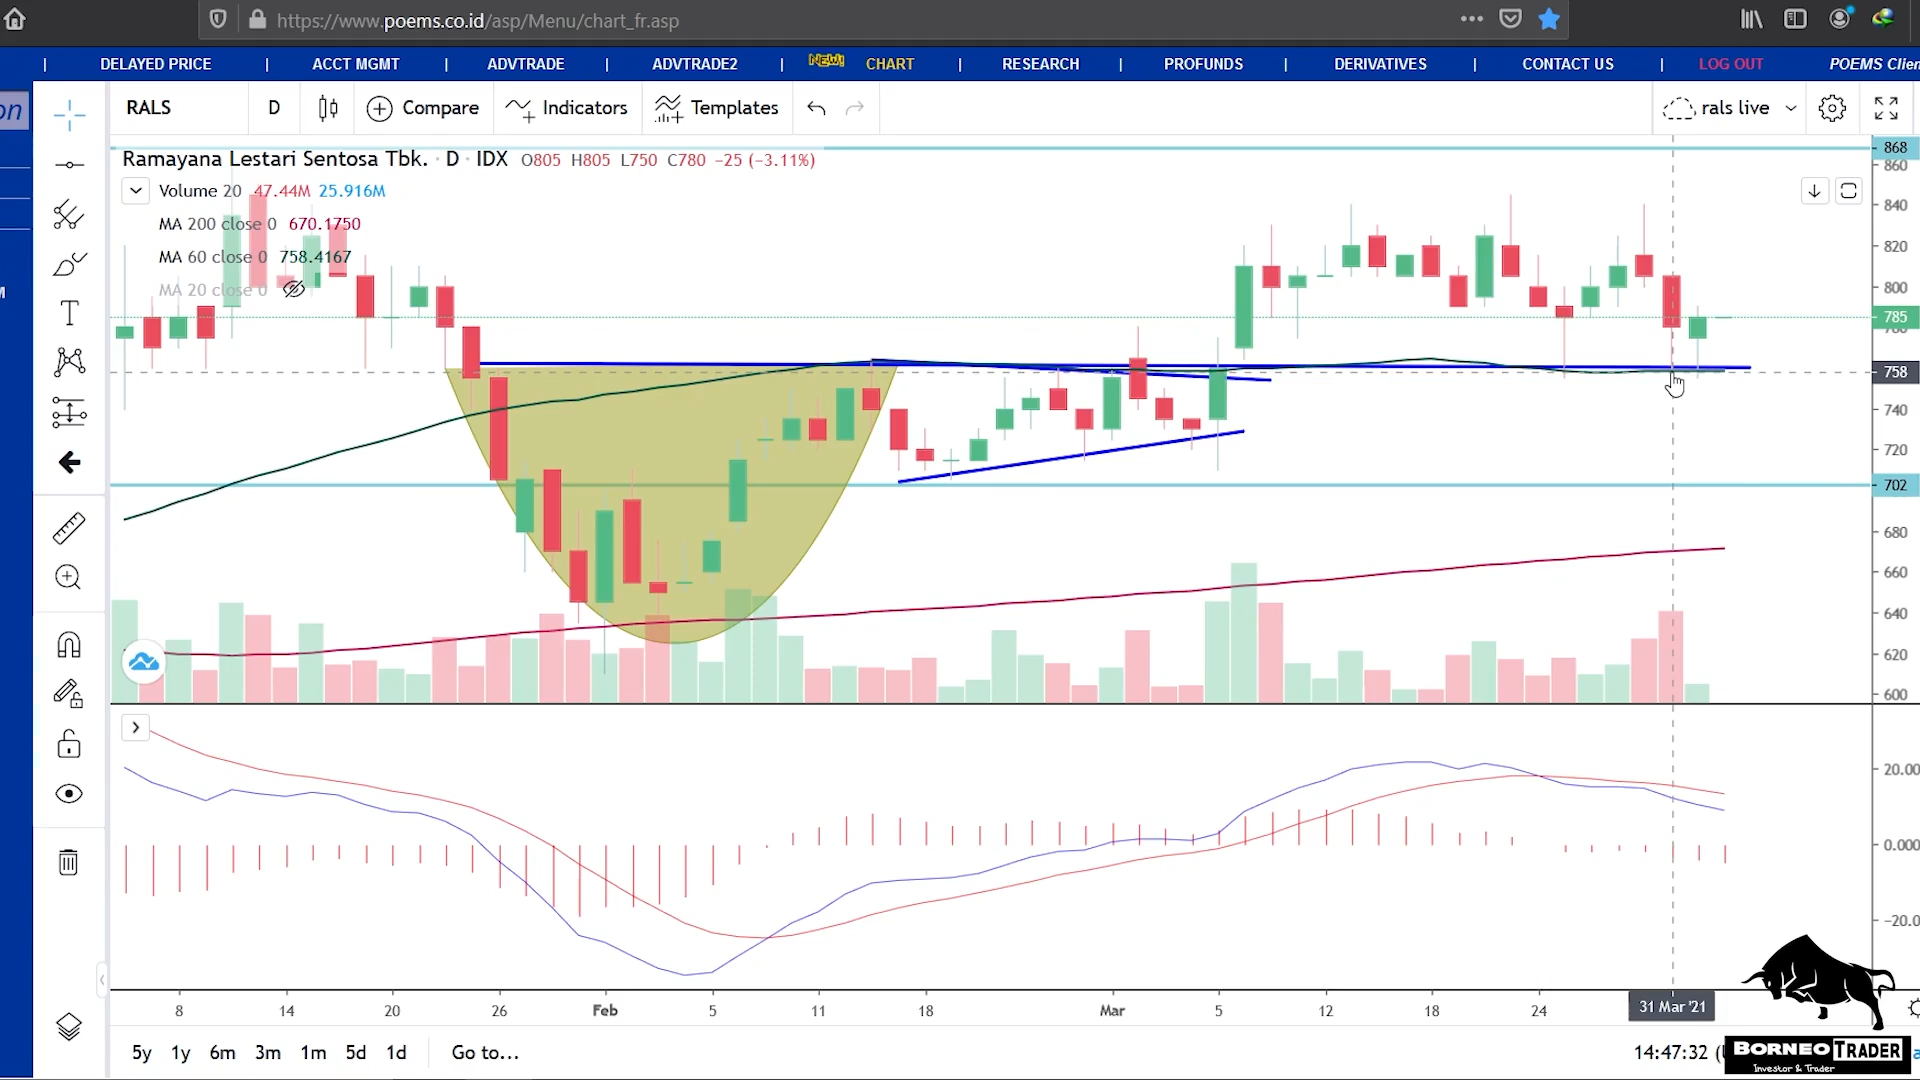 https://www.poems.co.id/asp/Menu/chart_fr.asp
| DELAYED PRICE | ACCT MGMT | ADVTRADE | ADVTRADE2 | NEW! CHART | RESEARCH | PROFUNDS | DERIVATIVES | CONTACT US | LOG OUT POEMS Clien
on
RALS D Compare Indicators Templates rals live
Ramayana Lestari Sentosa Tbk. · D · IDX O805 H805 L750 C780 −25 (−3.11%)
Volume 20 47.44M 25.916M
MA 200 close 0 670.1750
MA 60 close 0 758.4167
MA 20 close 0
M
868
860
840
820
800
785
758
740
720
702
680
660
640
620
600
20.00
0.000
−20.0
8 14 20 26 Feb 5 11 18 Mar 5 12 18 24 31 Mar '21
5y 1y 6m 3m 1m 5d 1d Go to... 14:47:32 (
BORNEO TRADER
Investor & Trader